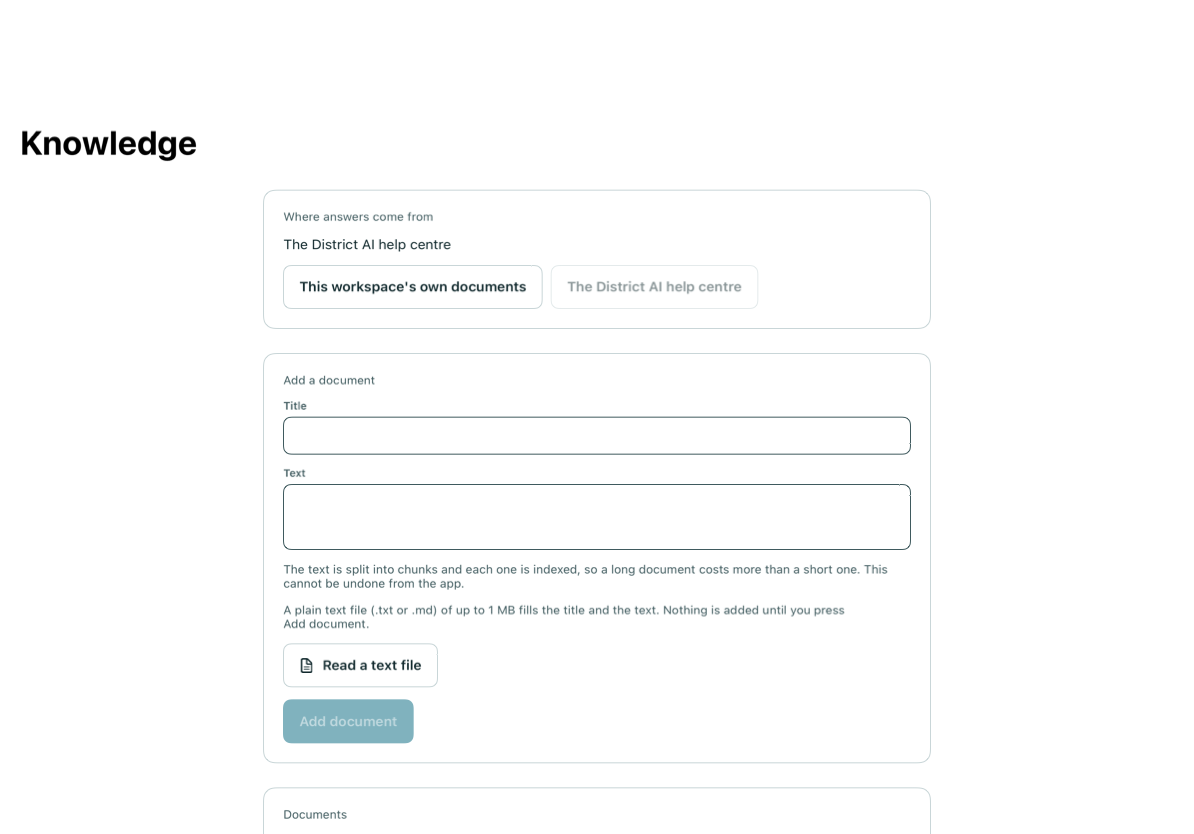 Knowledge
Where answers come from
The District AI help centre
This workspace's own documents
The District AI help centre
Add a document
Title
Text
The text is split into chunks and each one is indexed, so a long document costs more than a short one. This
cannot be undone from the app.
A plain text file (.txt or .md) of up to 1 MB fills the title and the text. Nothing is added until you press
Add document.
Read a text file
Add document
Documents